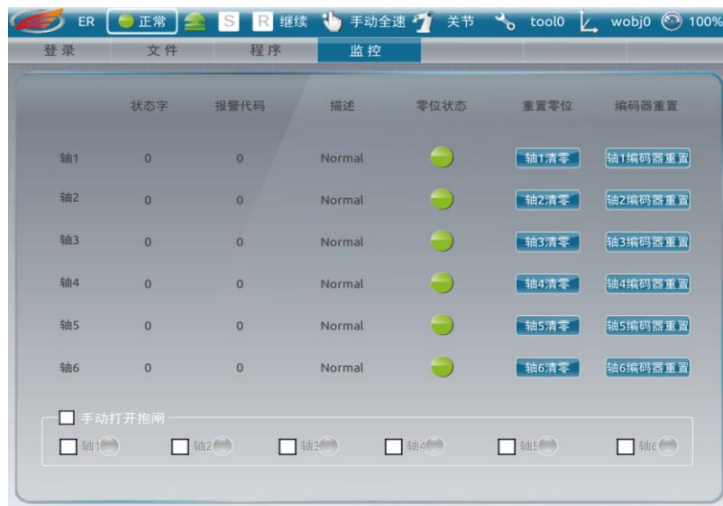 ER 正常 S R 继续 手动全速 关节 tool0 wobj0 100%
登录 文件 程序 监控
状态字 报警代码 描述 零位状态 重置零位 编码器重置
轴1 0 0 Normal 轴1清零 轴1编码器重置
轴2 0 0 Normal 轴2清零 轴2编码器重置
轴3 0 0 Normal 轴3清零 轴3编码器重置
轴4 0 0 Normal 轴4清零 轴4编码器重置
轴5 0 0 Normal 轴5清零 轴5编码器重置
轴6 0 0 Normal 轴6清零 轴6编码器重置
手动打开抱闸
轴1 轴2 轴3 轴4 轴5 轴6